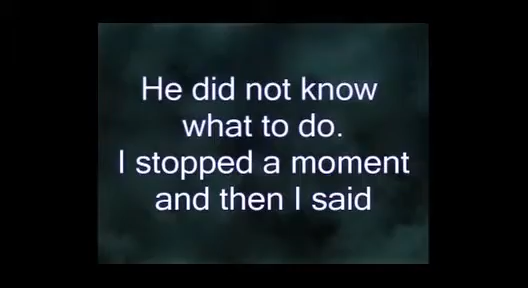 He did not know
what to do.
I stopped a moment
and then I said